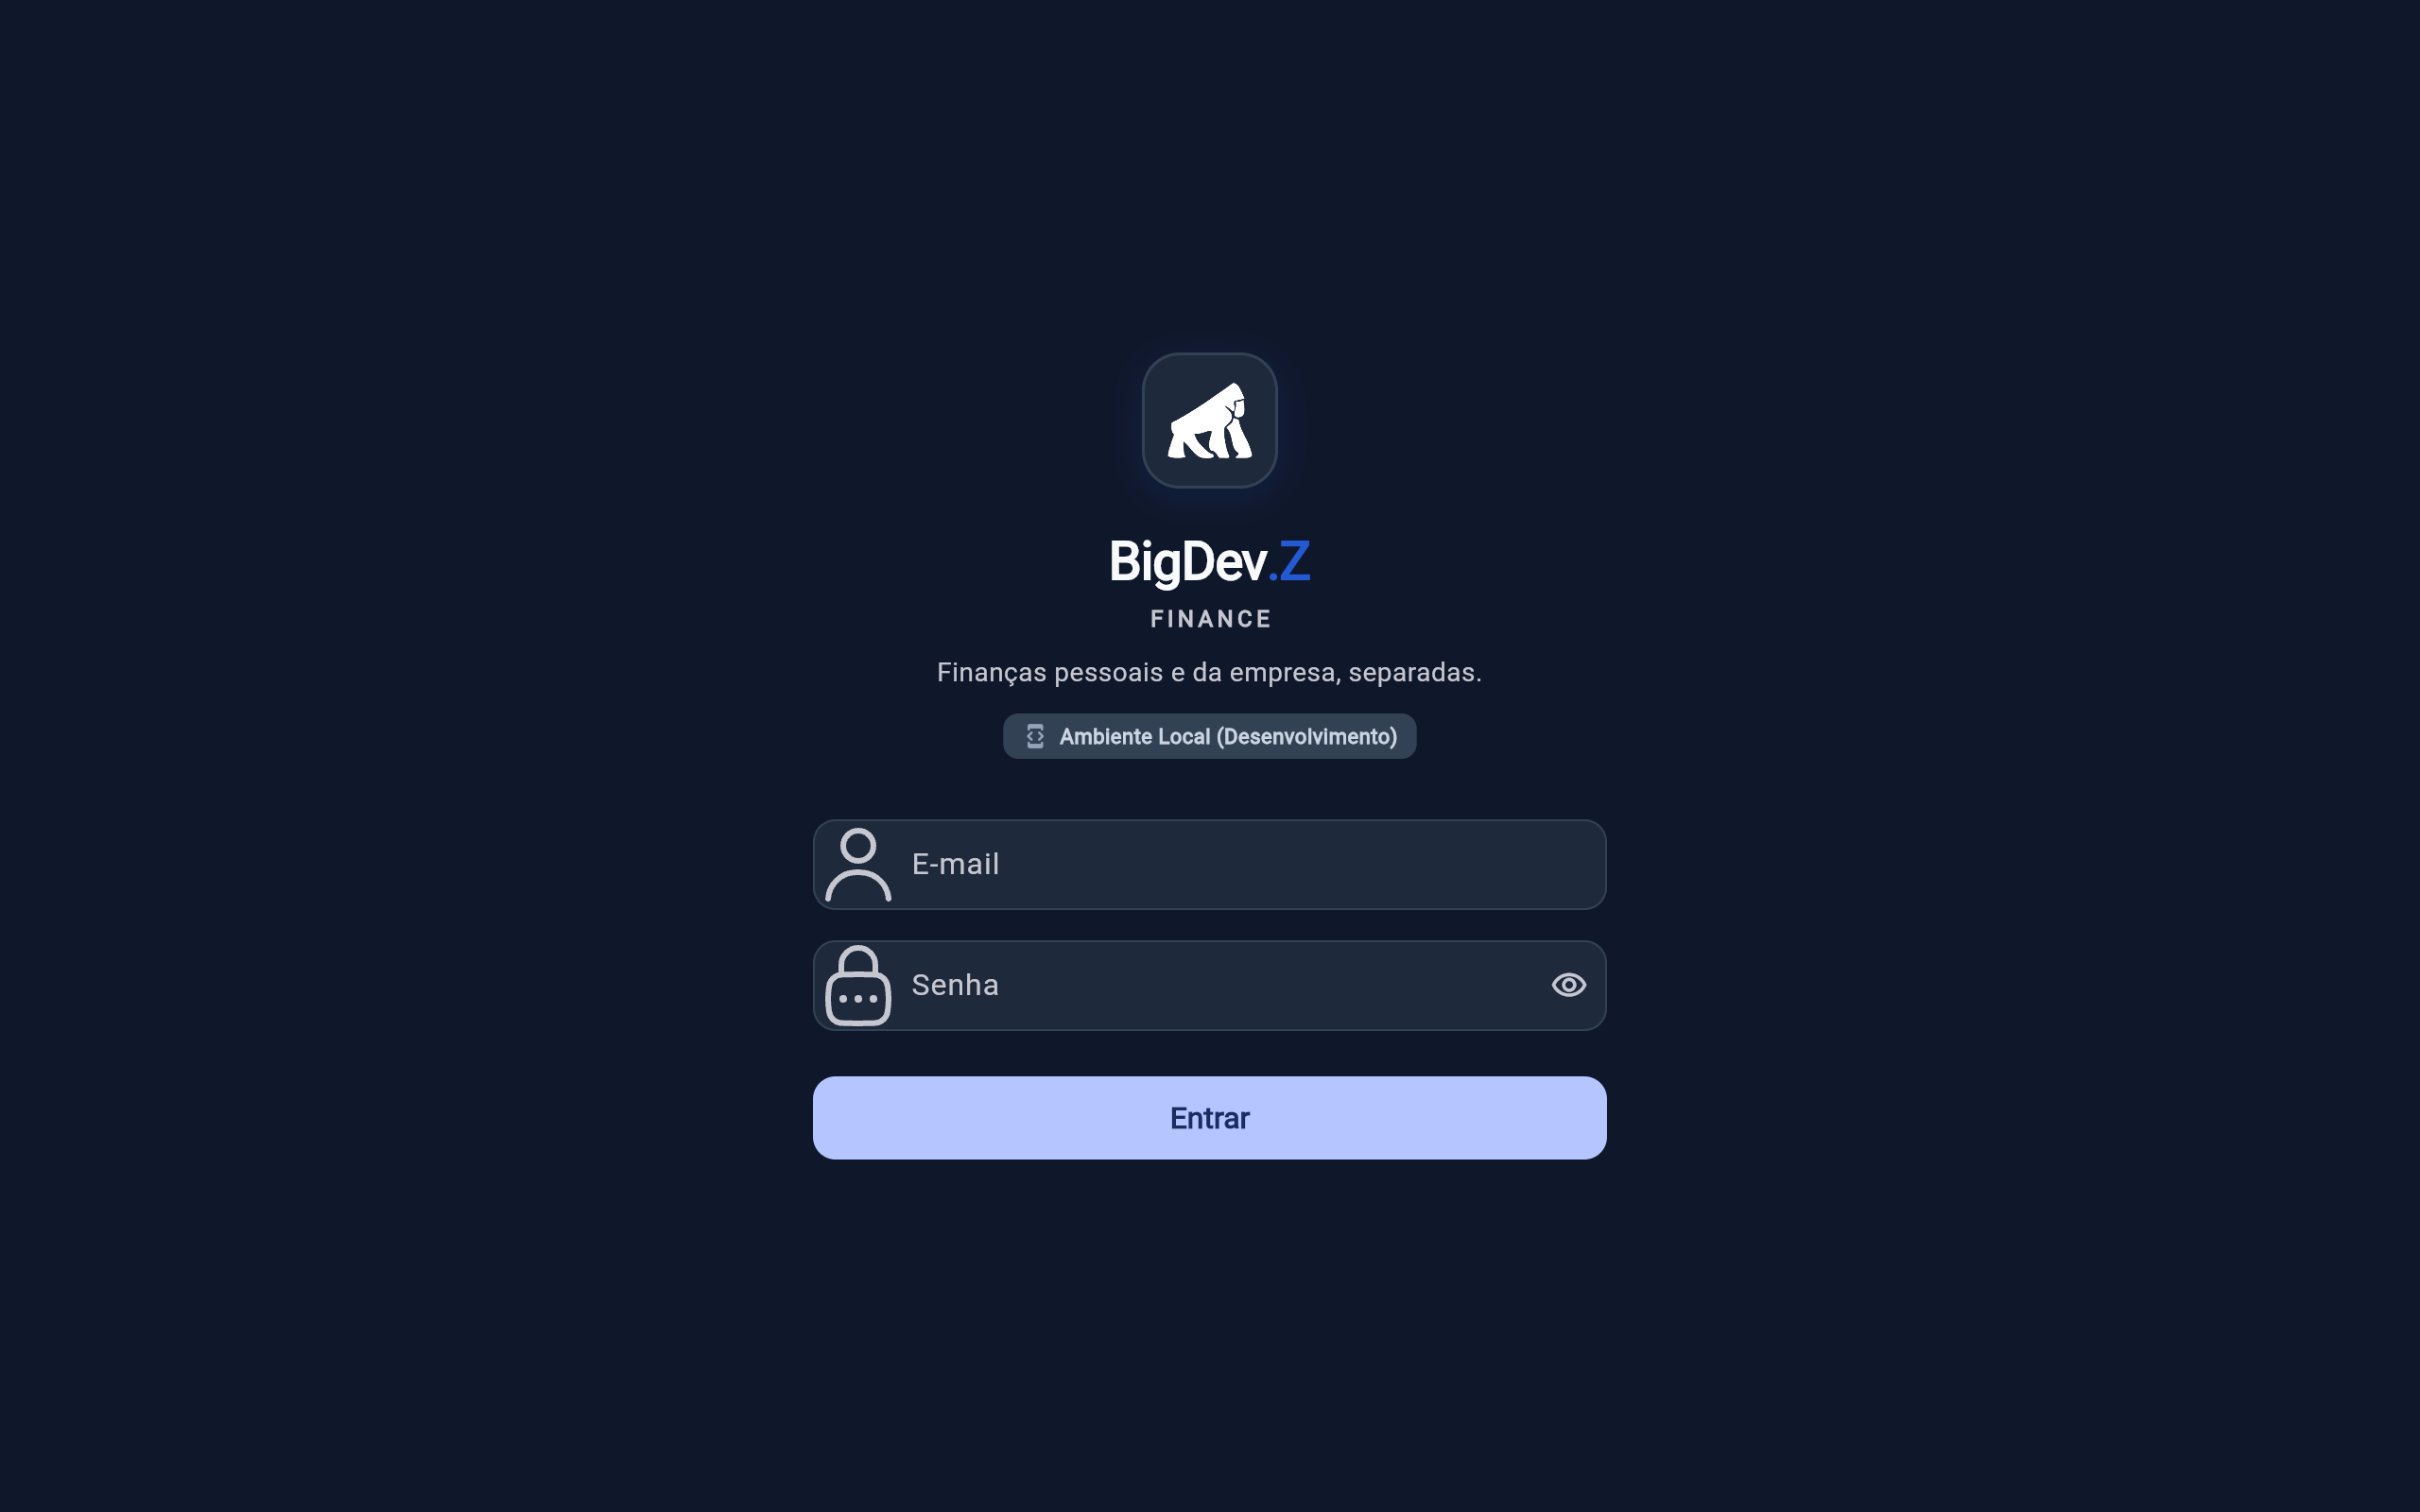 BigDev.Z
FINANCE
Finanças pessoais e da empresa, separadas.
Ambiente Local (Desenvolvimento)
E-mail
Senha
Entrar